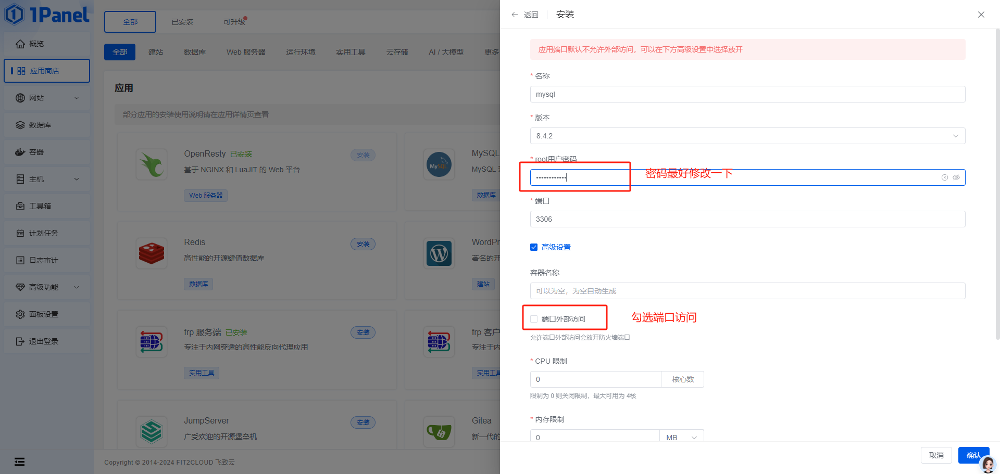 1Panel
概览
应用商店
网站
数据库
容器
主机
工具箱
计划任务
日志审计
高级功能
面板设置
退出登录
全部
已安装
可升级
全部
建站
数据库
Web 服务器
运行环境
实用工具
云存储
AI / 大模型
更多
应用
部分应用的安装使用说明请在应用详情页查看
OpenResty 已安装
安装
基于 NGINX 和 LuaJIT 的 Web 平台
Web 服务器
MySQL
MySQL
MySQL
数据库
Redis
安装
高性能的开源键值数据库
数据库
WordPr
著名的开
建站
frp 服务端 已安装
安装
专注于内网穿透的高性能反向代理应用
实用工具
frp 客户
专注于内
实用工具
JumpServer
安装
广受欢迎的开源堡垒机
Gitea
新一代的
Copyright © 2014-2024 FIT2CLOUD 飞致云
返回
安装
应用端口默认不允许外部访问，可以在下方高级设置中选择放开
* 名称
mysql
* 版本
8.4.2
* root用户密码
••••••••••••
密码最好修改一下
* 端口
3306
高级设置
容器名称
可以为空，为空自动生成
端口外部访问
勾选端口访问
允许端口外部访问会放开防火墙端口
* CPU 限制
0
核心数
限制为 0 则关闭限制，最大可用为 4核
* 内存限制
0
MB
取消
确认